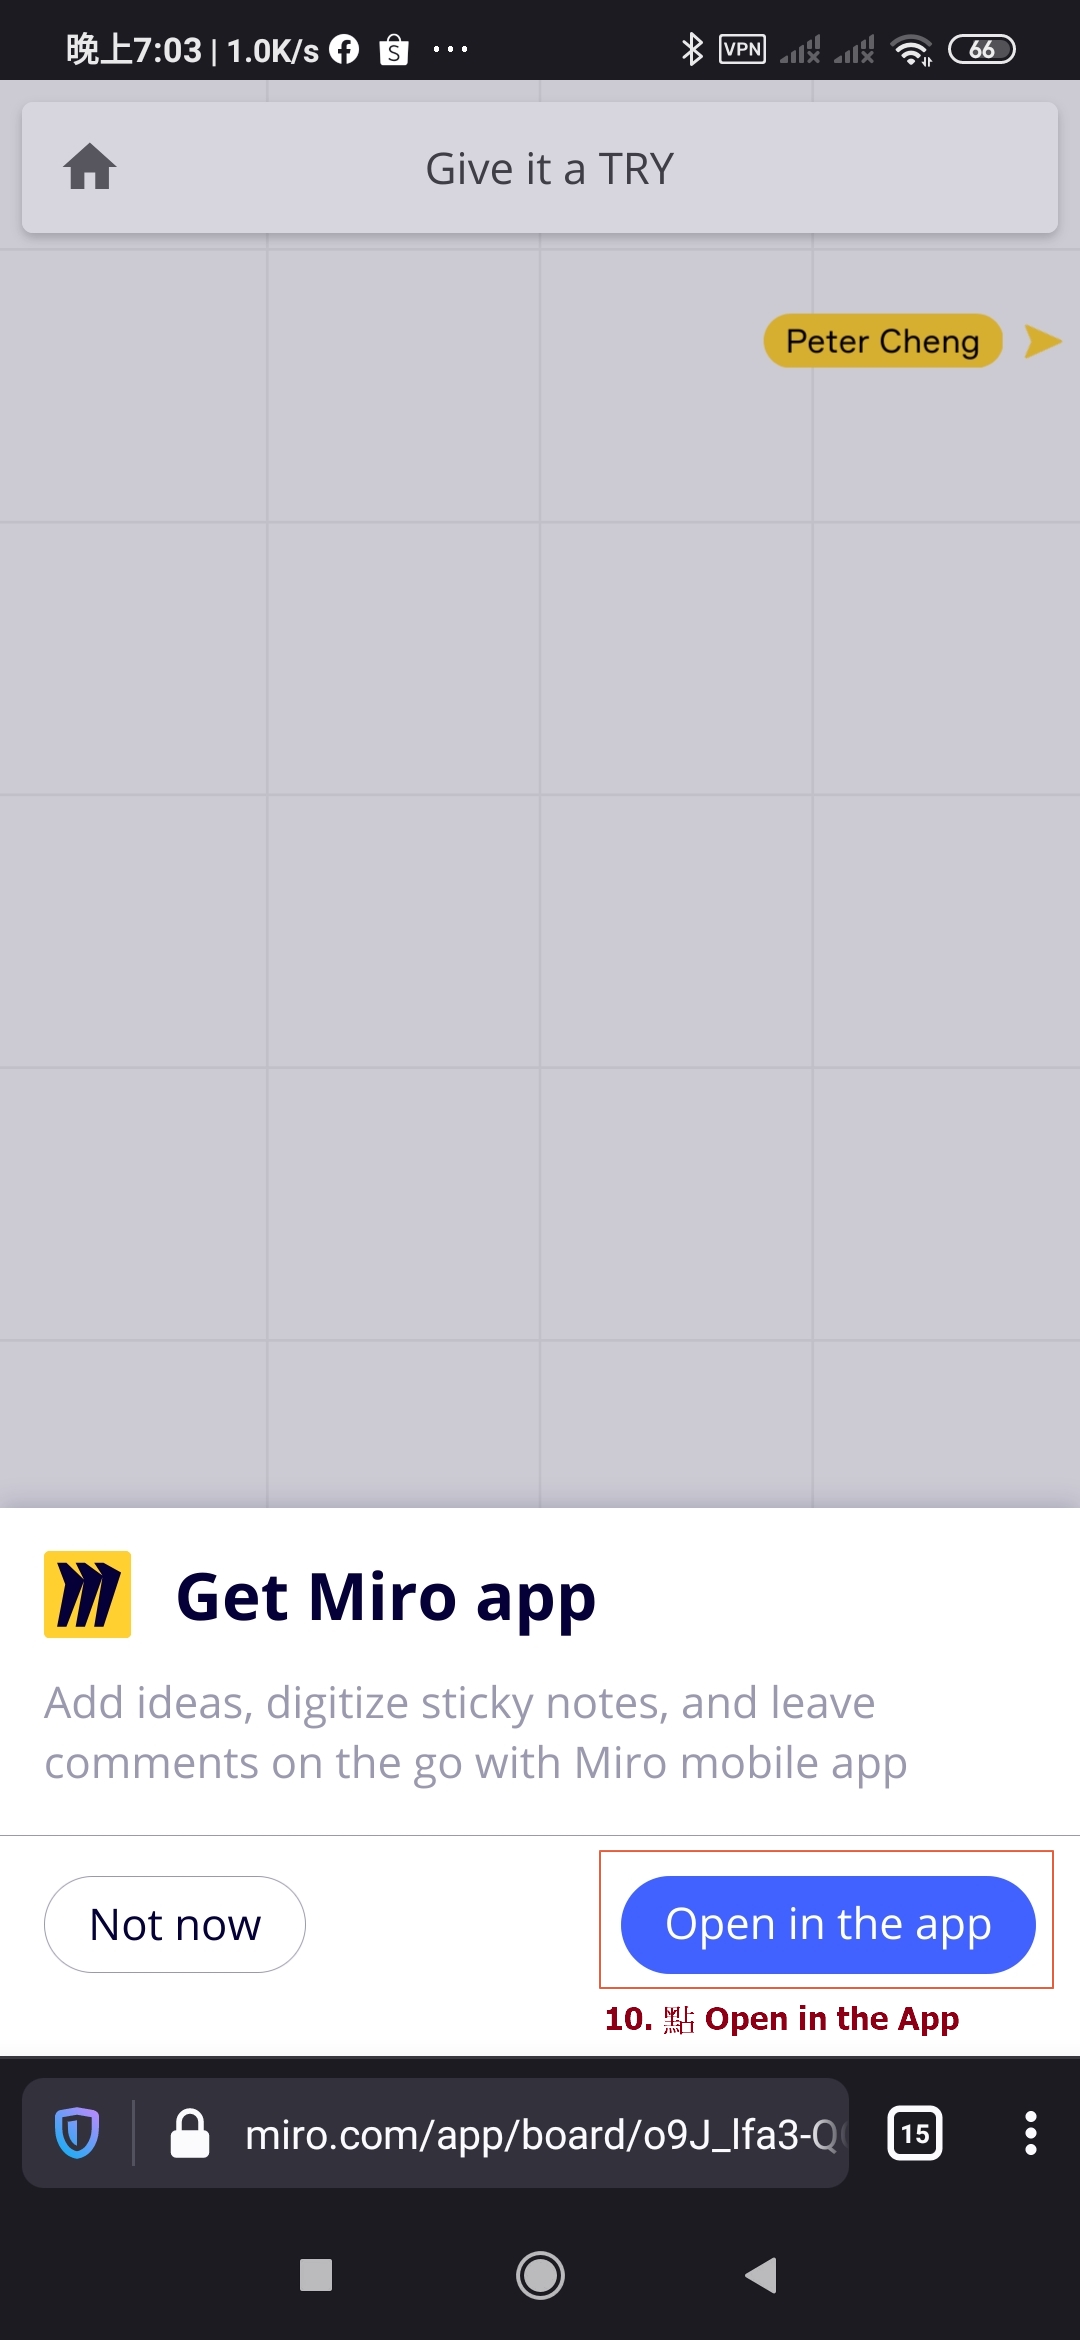 晚上7:03 | 1.0K/s
VPN
66
Give it a TRY
Peter Cheng
Get Miro app
Add ideas, digitize sticky notes, and leave
comments on the go with Miro mobile app
Not now
Open in the app
10. 點 Open in the App
miro.com/app/board/o9J_lfa3-Q
15